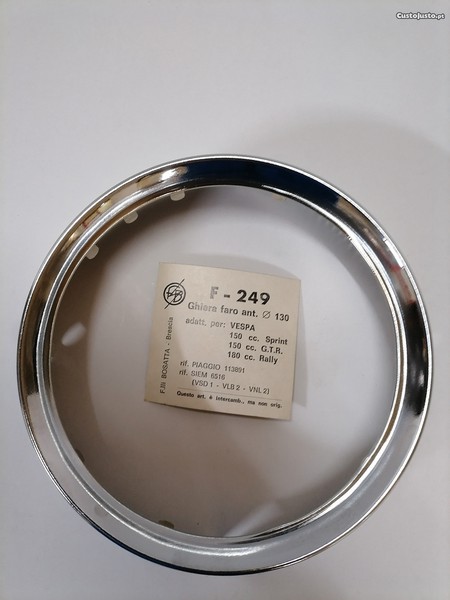 CustoJusto.pt
F - 249
Ghiera faro ant. Ø 130
adatt. per: VESPA
150 cc. Sprint
150 cc. G.T.R.
180 cc. Rally
rif. PIAGGIO 113891
rif. SIEM 6516
(VSD 1 - VLB 2 - VNL 2)
Questo art. è intercamb., ma non orig.
F.lli BOSATTA - Brescia